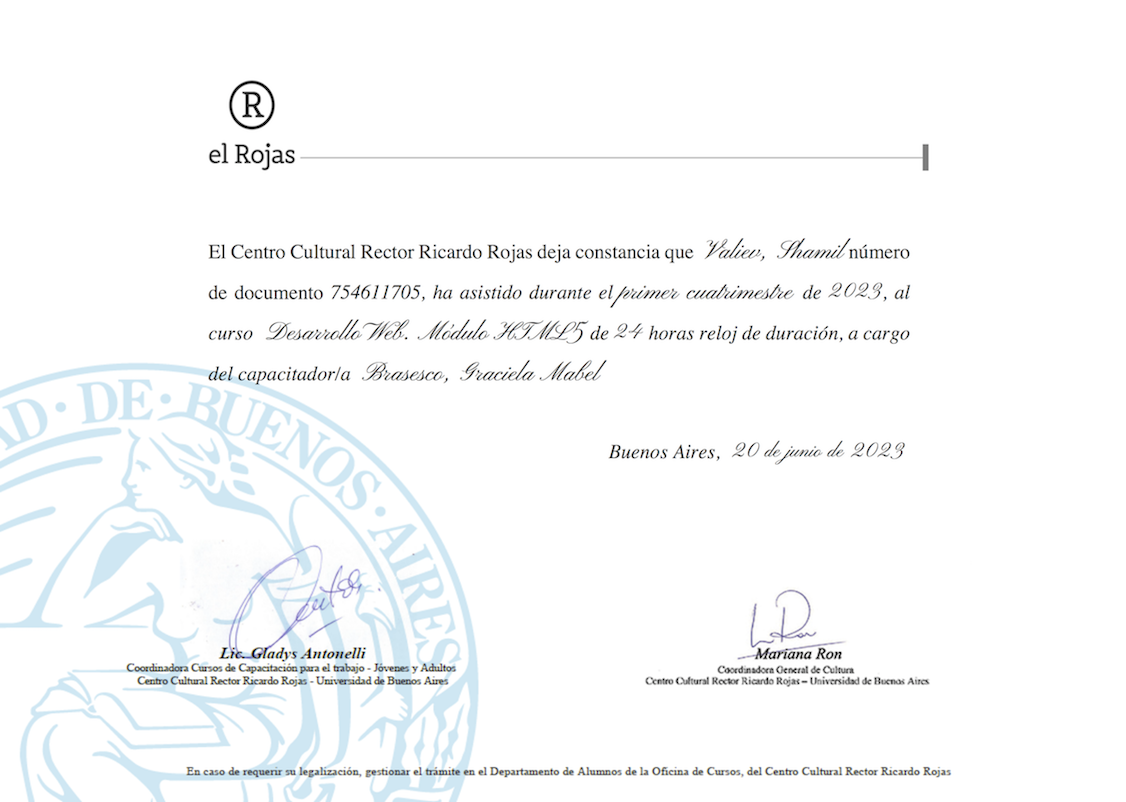 R
el Rojas
El Centro Cultural Rector Ricardo Rojas deja constancia que Valiev, Shamil número
de documento 754611705, ha asistido durante el primer cuatrimestre de 2023, al
curso Desarrollo Web. Módulo HTML5 de 24 horas reloj de duración, a cargo
del capacitador/a Brasesco, Graciela Mabel
Buenos Aires, 20 de junio de 2023
AD · DE · BUENOS · AIRES
Lic. Gladys Antonelli
Coordinadora Cursos de Capacitación para el trabajo - Jóvenes y Adultos
Centro Cultural Rector Ricardo Rojas - Universidad de Buenos Aires
Mariana Ron
Coordinadora General de Cultura
Centro Cultural Rector Ricardo Rojas – Universidad de Buenos Aires
En caso de requerir su legalización, gestionar el trámite en el Departamento de Alumnos de la Oficina de Cursos, del Centro Cultural Rector Ricardo Rojas